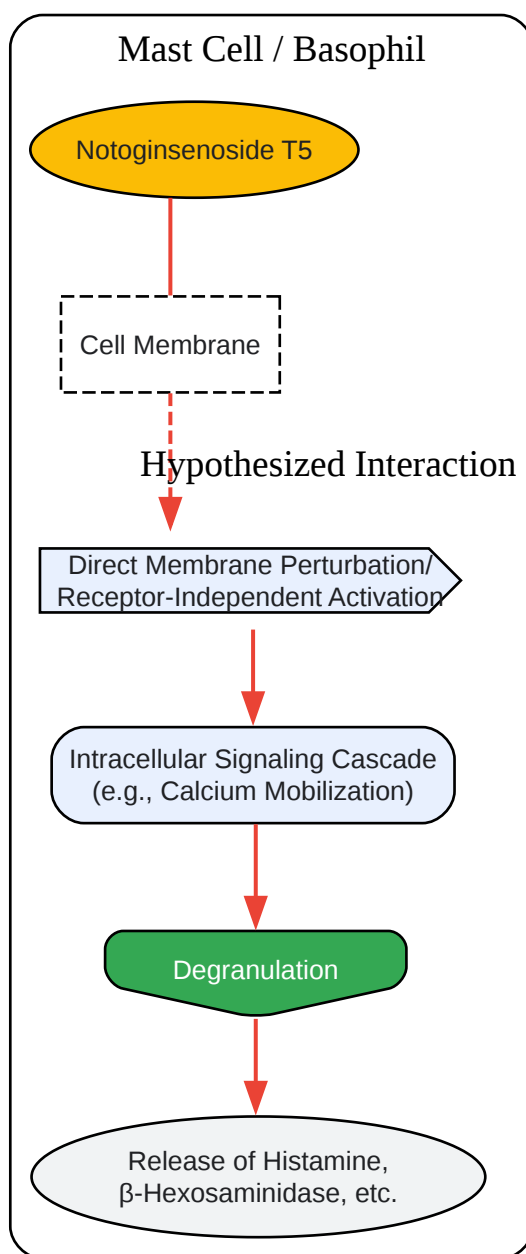 Mast Cell / Basophil
Notoginsenoside T5
Cell Membrane
Hypothesized Interaction
Direct Membrane Perturbation/
Receptor-Independent Activation
Intracellular Signaling Cascade
(e.g., Calcium Mobilization)
Degranulation
Release of Histamine,
β-Hexosaminidase, etc.